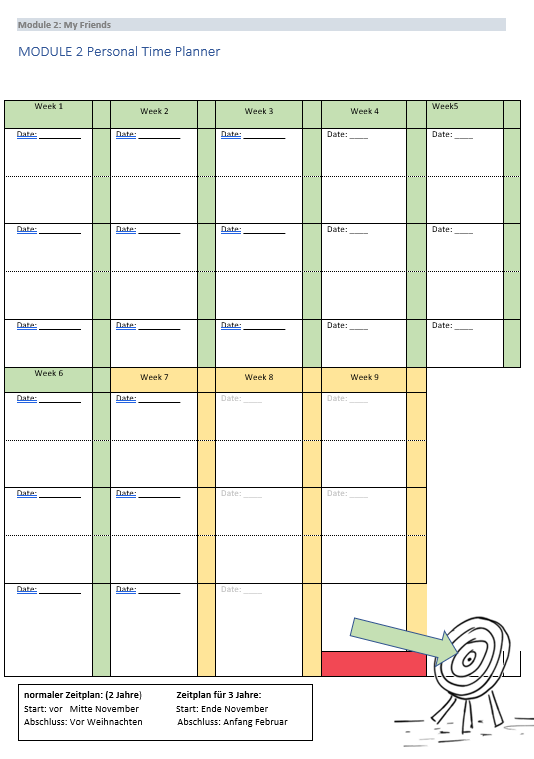 Module 2: My Friends
MODULE 2 Personal Time Planner
Week 1 Week 2 Week 3 Week 4 Week5
Date: ________ Date: ________ Date: ________ Date: ____ Date: ____
Date: ________ Date: ________ Date: ________ Date: ____ Date: ____
Date: ________ Date: ________ Date: ________ Date: ____ Date: ____
Week 6 Week 7 Week 8 Week 9
Date: ________ Date: ________ Date: ____ Date: ____
Date: ________ Date: ________ Date: ____ Date: ____
Date: ________ Date: ________ Date: ____
normaler Zeitplan: (2 Jahre) Zeitplan für 3 Jahre:
Start: vor Mitte November Start: Ende November
Abschluss: Vor Weihnachten Abschluss: Anfang Februar